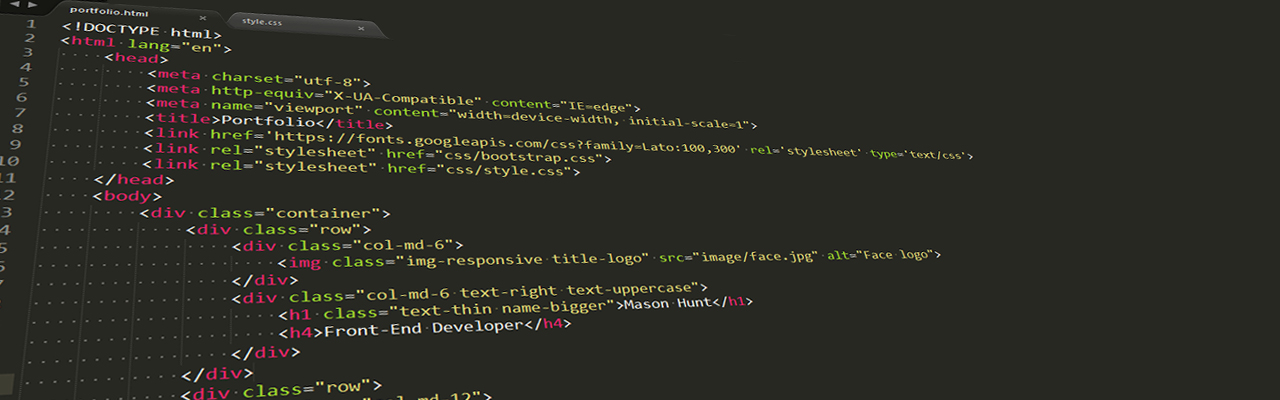 portfolio.html × style.css ×
1 <!DOCTYPE html>
2 <html lang="en">
3 <head>
4 <meta charset="utf-8">
5 <meta http-equiv="X-UA-Compatible" content="IE=edge">
6 <meta name="viewport" content="width=device-width, initial-scale=1">
7 <title>Portfolio</title>
8 <link href='https://fonts.googleapis.com/css?family=Lato:100,300' rel='stylesheet' type='text/css'>
9 <link rel="stylesheet" href="css/bootstrap.css">
10 <link rel="stylesheet" href="css/style.css">
11 </head>
12 <body>
3 <div class="container">
4 <div class="row">
5 <div class="col-md-6">
<img class="img-responsive title-logo" src="image/face.jpg" alt="Face logo">
</div>
<div class="col-md-6 text-right text-uppercase">
<h1 class="text-thin name-bigger">Mason Hunt</h1>
<h4>Front-End Developer</h4>
</div>
</div>
<div class="row">
"col-md-12">